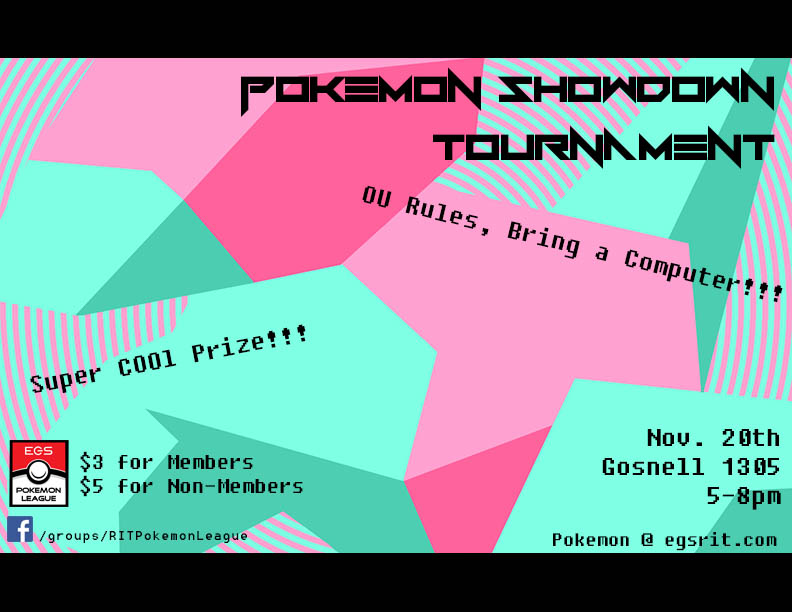 POKEMON SHOWDOWN
TOURNAMENT
OU Rules, Bring a Computer!!!
Super COOl Prize!!!
Nov. 20th
Gosnell 1305
5-8pm
EGS
POKEMON
LEAGUE
$3 for Members
$5 for Non-Members
f /groups/RITPokemonLeague
Pokemon @ egsrit.com